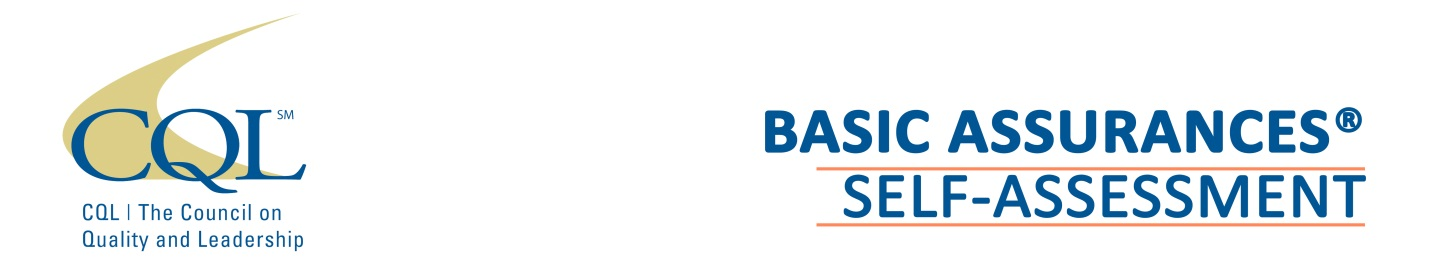 CQL SM
CQL | The Council on
Quality and Leadership
BASIC ASSURANCES®
SELF-ASSESSMENT